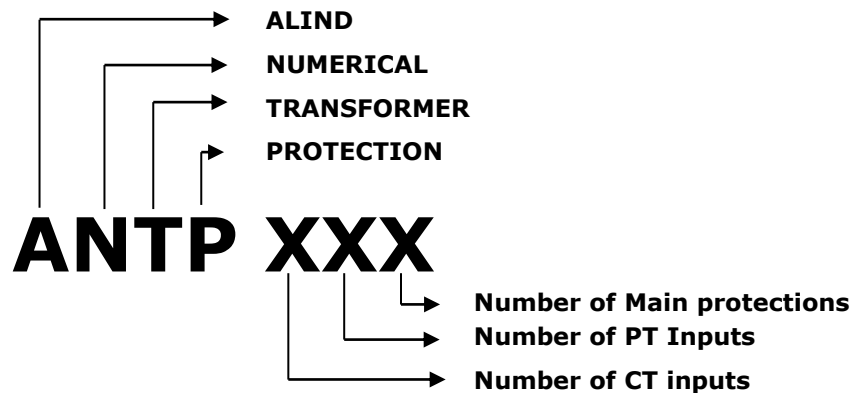 ALIND
NUMERICAL
TRANSFORMER
PROTECTION
ANTP XXX
Number of Main protections
Number of PT Inputs
Number of CT inputs